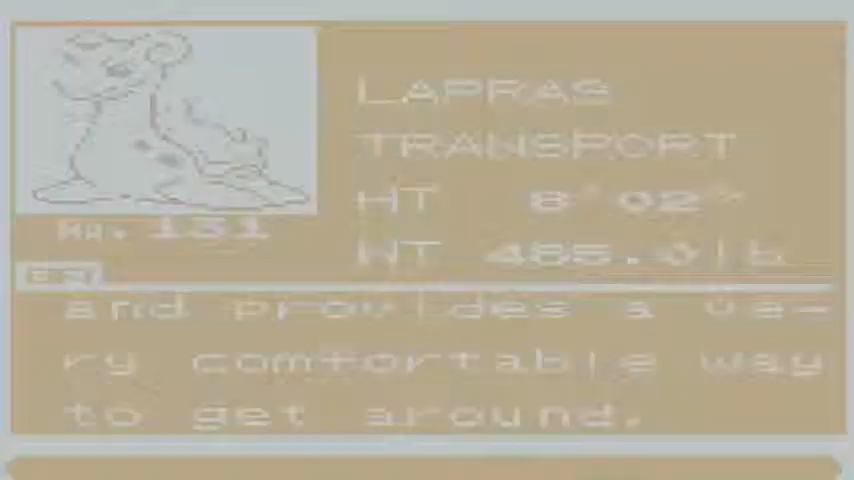 LAPRAS
TRANSPORT
HT 8'02"
WT 485.0lb
No.131
and provides a ve-
ry comfortable way
to get around.